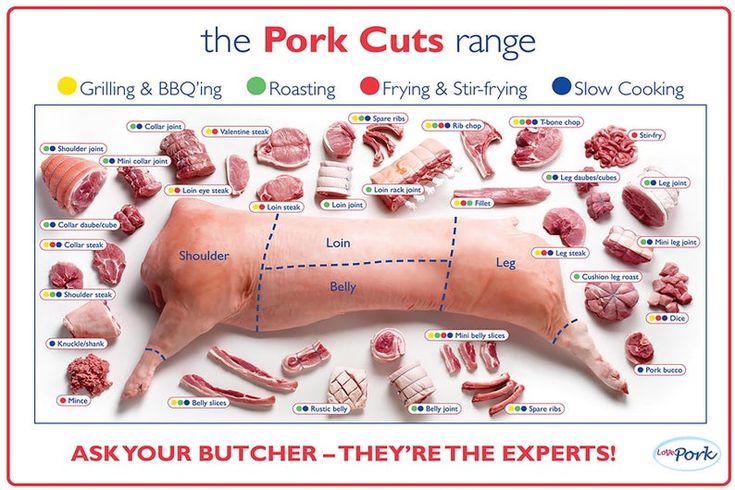 the Pork Cuts range
Grilling & BBQ'ing
Roasting
Frying & Stir-frying
Slow Cooking
Collar joint
Valentine steak
Spare ribs
Rib chop
T-bone chop
Stir-fry
Shoulder joint
Mini collar joint
Loin eye steak
Loin steak
Loin joint
Loin rack joint
Fillet
Leg daubes/cubes
Leg joint
Collar daube/cube
Collar steak
Shoulder steak
Knuckle/shank
Mince
Shoulder
Loin
Belly
Leg
Leg steak
Mini leg joint
Cushion leg roast
Dice
Pork bucco
Mini belly slices
Belly slices
Rustic belly
Belly joint
Spare ribs
ASK YOUR BUTCHER – THEY'RE THE EXPERTS!
Love Pork